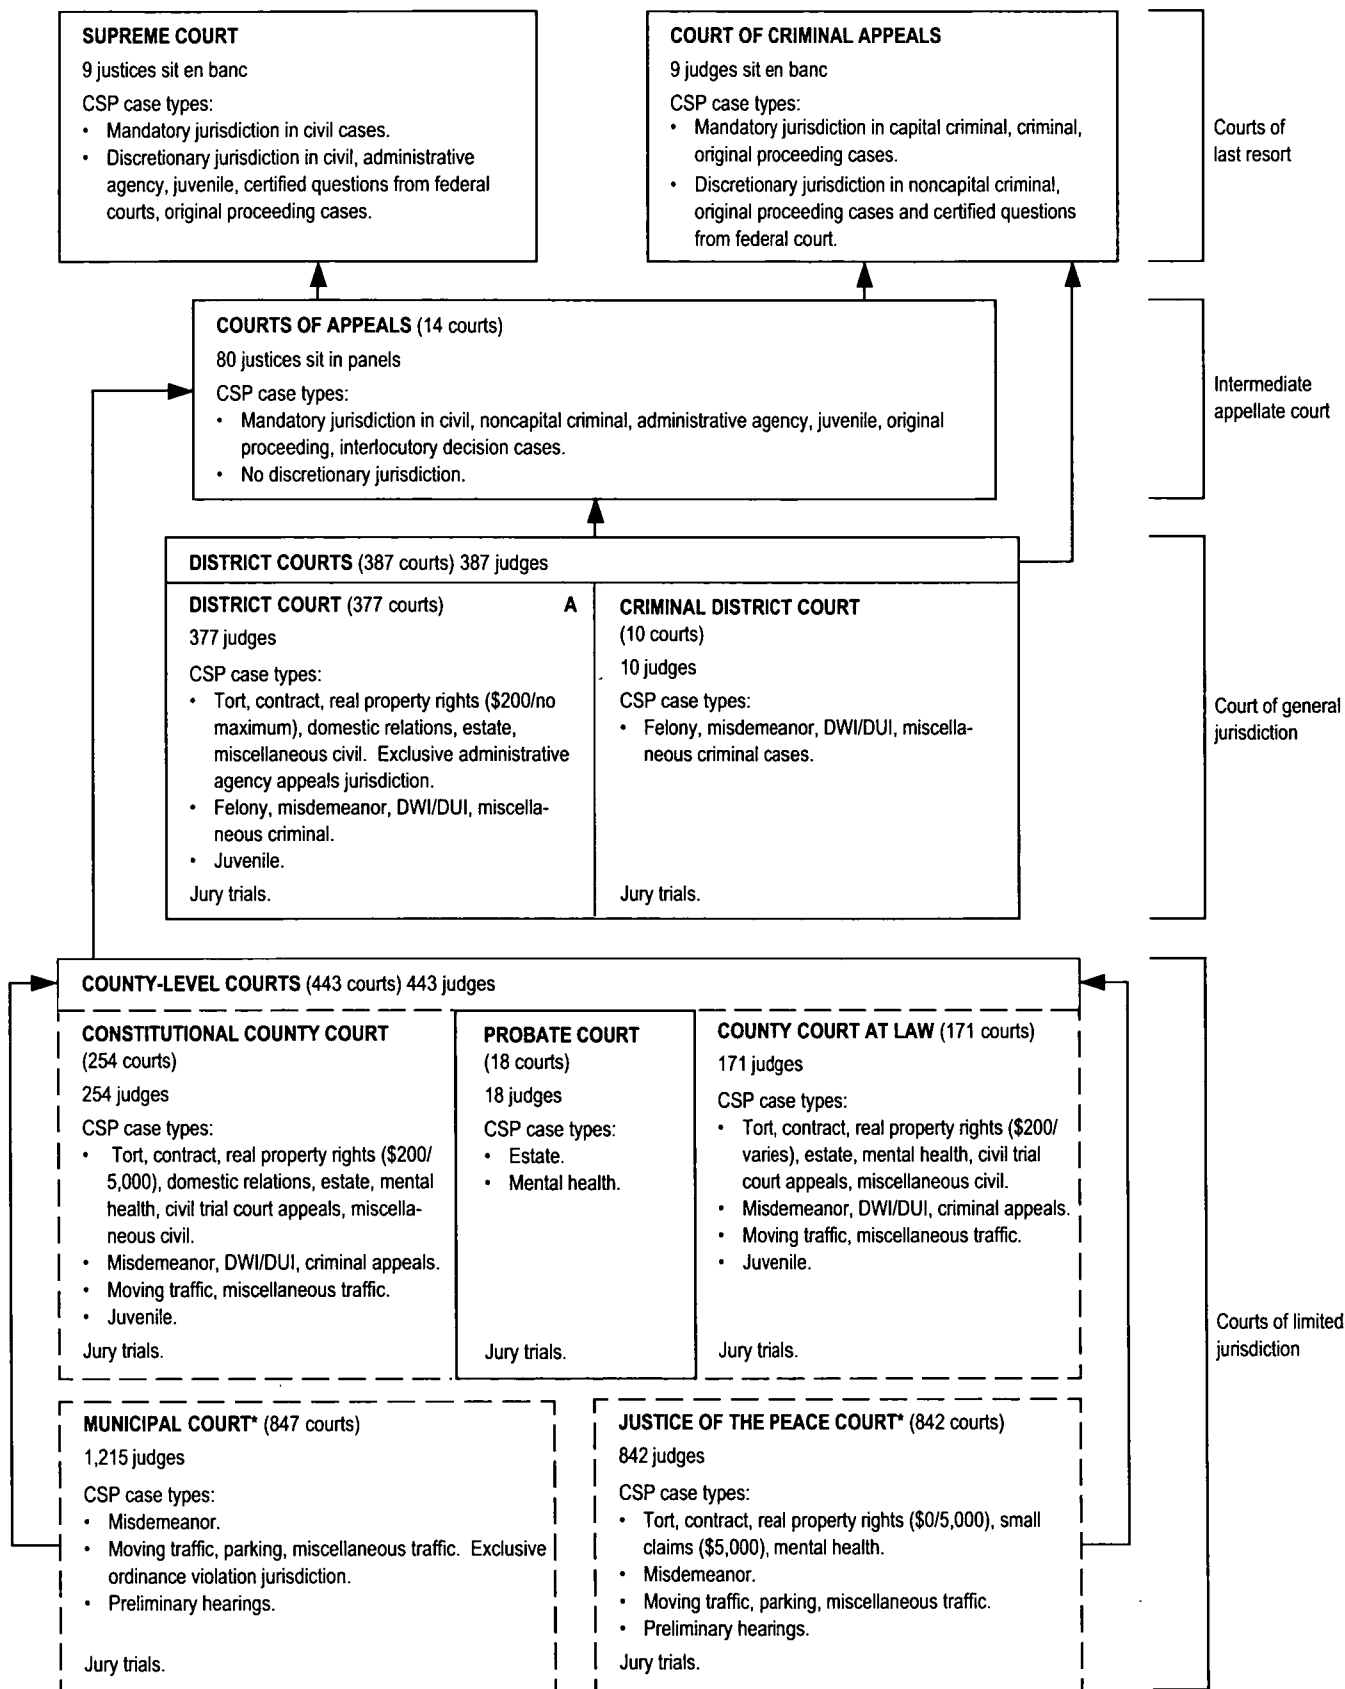 SUPREME COURT
9 justices sit en banc
CSP case types:
• Mandatory jurisdiction in civil cases.
• Discretionary jurisdiction in civil, administrative
agency, juvenile, certified questions from federal
courts, original proceeding cases.
COURT OF CRIMINAL APPEALS
9 judges sit en banc
CSP case types:
• Mandatory jurisdiction in capital criminal, criminal,
original proceeding cases.
• Discretionary jurisdiction in noncapital criminal,
original proceeding cases and certified questions
from federal court.
Courts of
last resort
COURTS OF APPEALS (14 courts)
80 justices sit in panels
CSP case types:
• Mandatory jurisdiction in civil, noncapital criminal, administrative agency, juvenile, original
proceeding, interlocutory decision cases.
• No discretionary jurisdiction.
Intermediate
appellate court
DISTRICT COURTS (387 courts) 387 judges
DISTRICT COURT (377 courts) A
377 judges
CSP case types:
• Tort, contract, real property rights ($200/no
maximum), domestic relations, estate,
miscellaneous civil. Exclusive administrative
agency appeals jurisdiction.
• Felony, misdemeanor, DWI/DUI, miscella-
neous criminal.
• Juvenile.
Jury trials.
CRIMINAL DISTRICT COURT
(10 courts)
10 judges
CSP case types:
• Felony, misdemeanor, DWI/DUI, miscella-
neous criminal cases.
Jury trials.
Court of general
jurisdiction
COUNTY-LEVEL COURTS (443 courts) 443 judges
CONSTITUTIONAL COUNTY COURT
(254 courts)
254 judges
CSP case types:
• Tort, contract, real property rights ($200/
5,000), domestic relations, estate, mental
health, civil trial court appeals, miscella-
neous civil.
• Misdemeanor, DWI/DUI, criminal appeals.
• Moving traffic, miscellaneous traffic.
• Juvenile.
Jury trials.
PROBATE COURT
(18 courts)
18 judges
CSP case types:
• Estate.
• Mental health.
Jury trials.
COUNTY COURT AT LAW (171 courts)
171 judges
CSP case types:
• Tort, contract, real property rights ($200/
varies), estate, mental health, civil trial
court appeals, miscellaneous civil.
• Misdemeanor, DWI/DUI, criminal appeals.
• Moving traffic, miscellaneous traffic.
• Juvenile.
Jury trials.
Courts of limited
jurisdiction
MUNICIPAL COURT* (847 courts)
1,215 judges
CSP case types:
• Misdemeanor.
• Moving traffic, parking, miscellaneous traffic. Exclusive
ordinance violation jurisdiction.
• Preliminary hearings.
Jury trials.
JUSTICE OF THE PEACE COURT* (842 courts)
842 judges
CSP case types:
• Tort, contract, real property rights ($0/5,000), small
claims ($5,000), mental health.
• Misdemeanor.
• Moving traffic, parking, miscellaneous traffic.
• Preliminary hearings.
Jury trials.